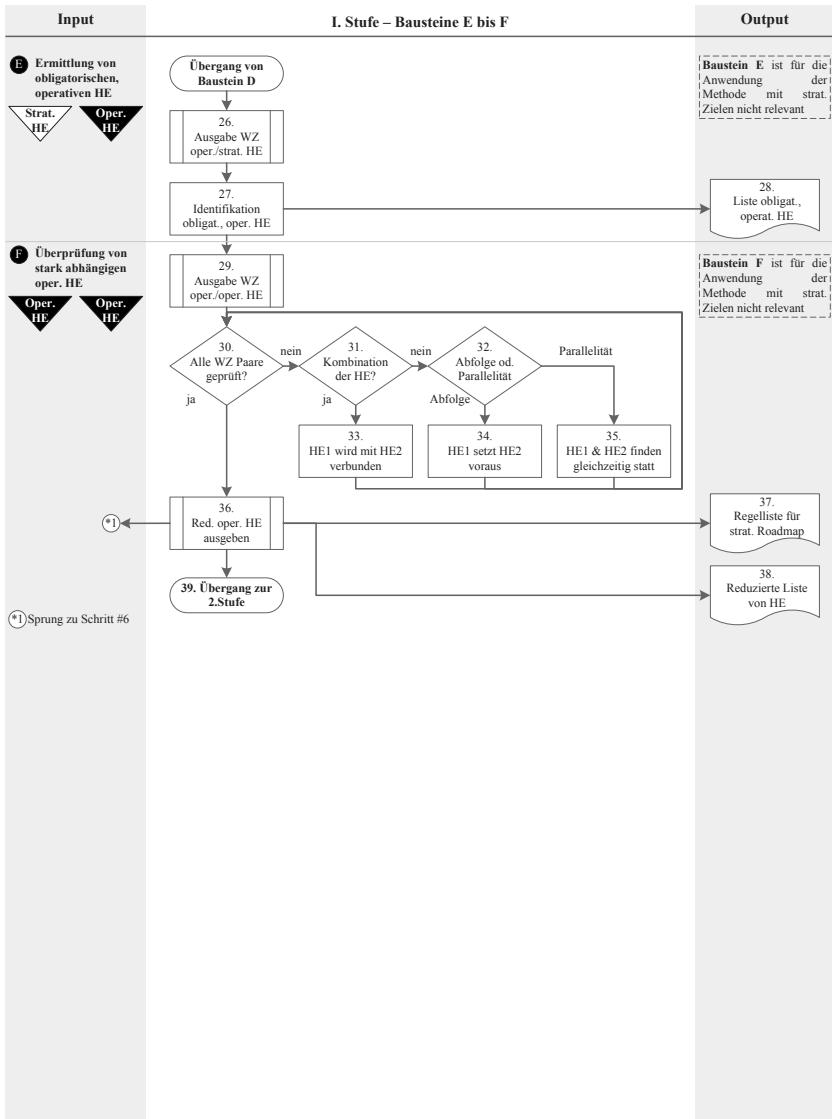 Input
I. Stufe – Bausteine E bis F
Output
E Ermittlung von
obligatorischen,
operativen HE
Strat.
HE
Oper.
HE
Übergang von
Baustein D
26.
Ausgabe WZ
oper./strat. HE
27.
Identifikation
obligat., oper. HE
Baustein E ist für die
Anwendung der
Methode mit strat.
Zielen nicht relevant
28.
Liste obligat.,
operat. HE
F Überprüfung von
stark abhängigen
oper. HE
Oper.
HE
Oper.
HE
29.
Ausgabe WZ
oper./oper. HE
Baustein F ist für die
Anwendung der
Methode mit strat.
Zielen nicht relevant
30.
Alle WZ Paare
geprüft?
nein
ja
31.
Kombination
der HE?
nein
ja
32.
Abfolge od.
Parallelität
Parallelität
Abfolge
33.
HE1 wird mit HE2
verbunden
34.
HE1 setzt HE2
voraus
35.
HE1 & HE2 finden
gleichzeitig statt
*1
36.
Red. oper. HE
ausgeben
37.
Regelliste für
strat. Roadmap
39. Übergang zur
2.Stufe
38.
Reduzierte Liste
von HE
*1 Sprung zu Schritt #6